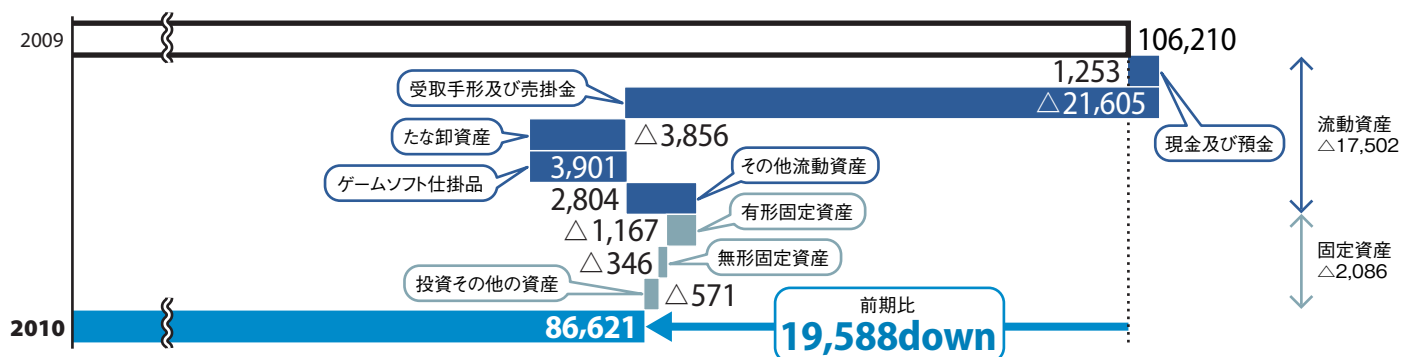 2009
106,210
1,253
受取手形及び売掛金
△21,605
たな卸資産
△3,856
現金及び預金
流動資産
△17,502
ゲームソフト仕掛品
3,901
その他流動資産
2,804
有形固定資産
△1,167
無形固定資産
△346
固定資産
△2,086
投資その他の資産
△571
前期比
2010
86,621
19,588down